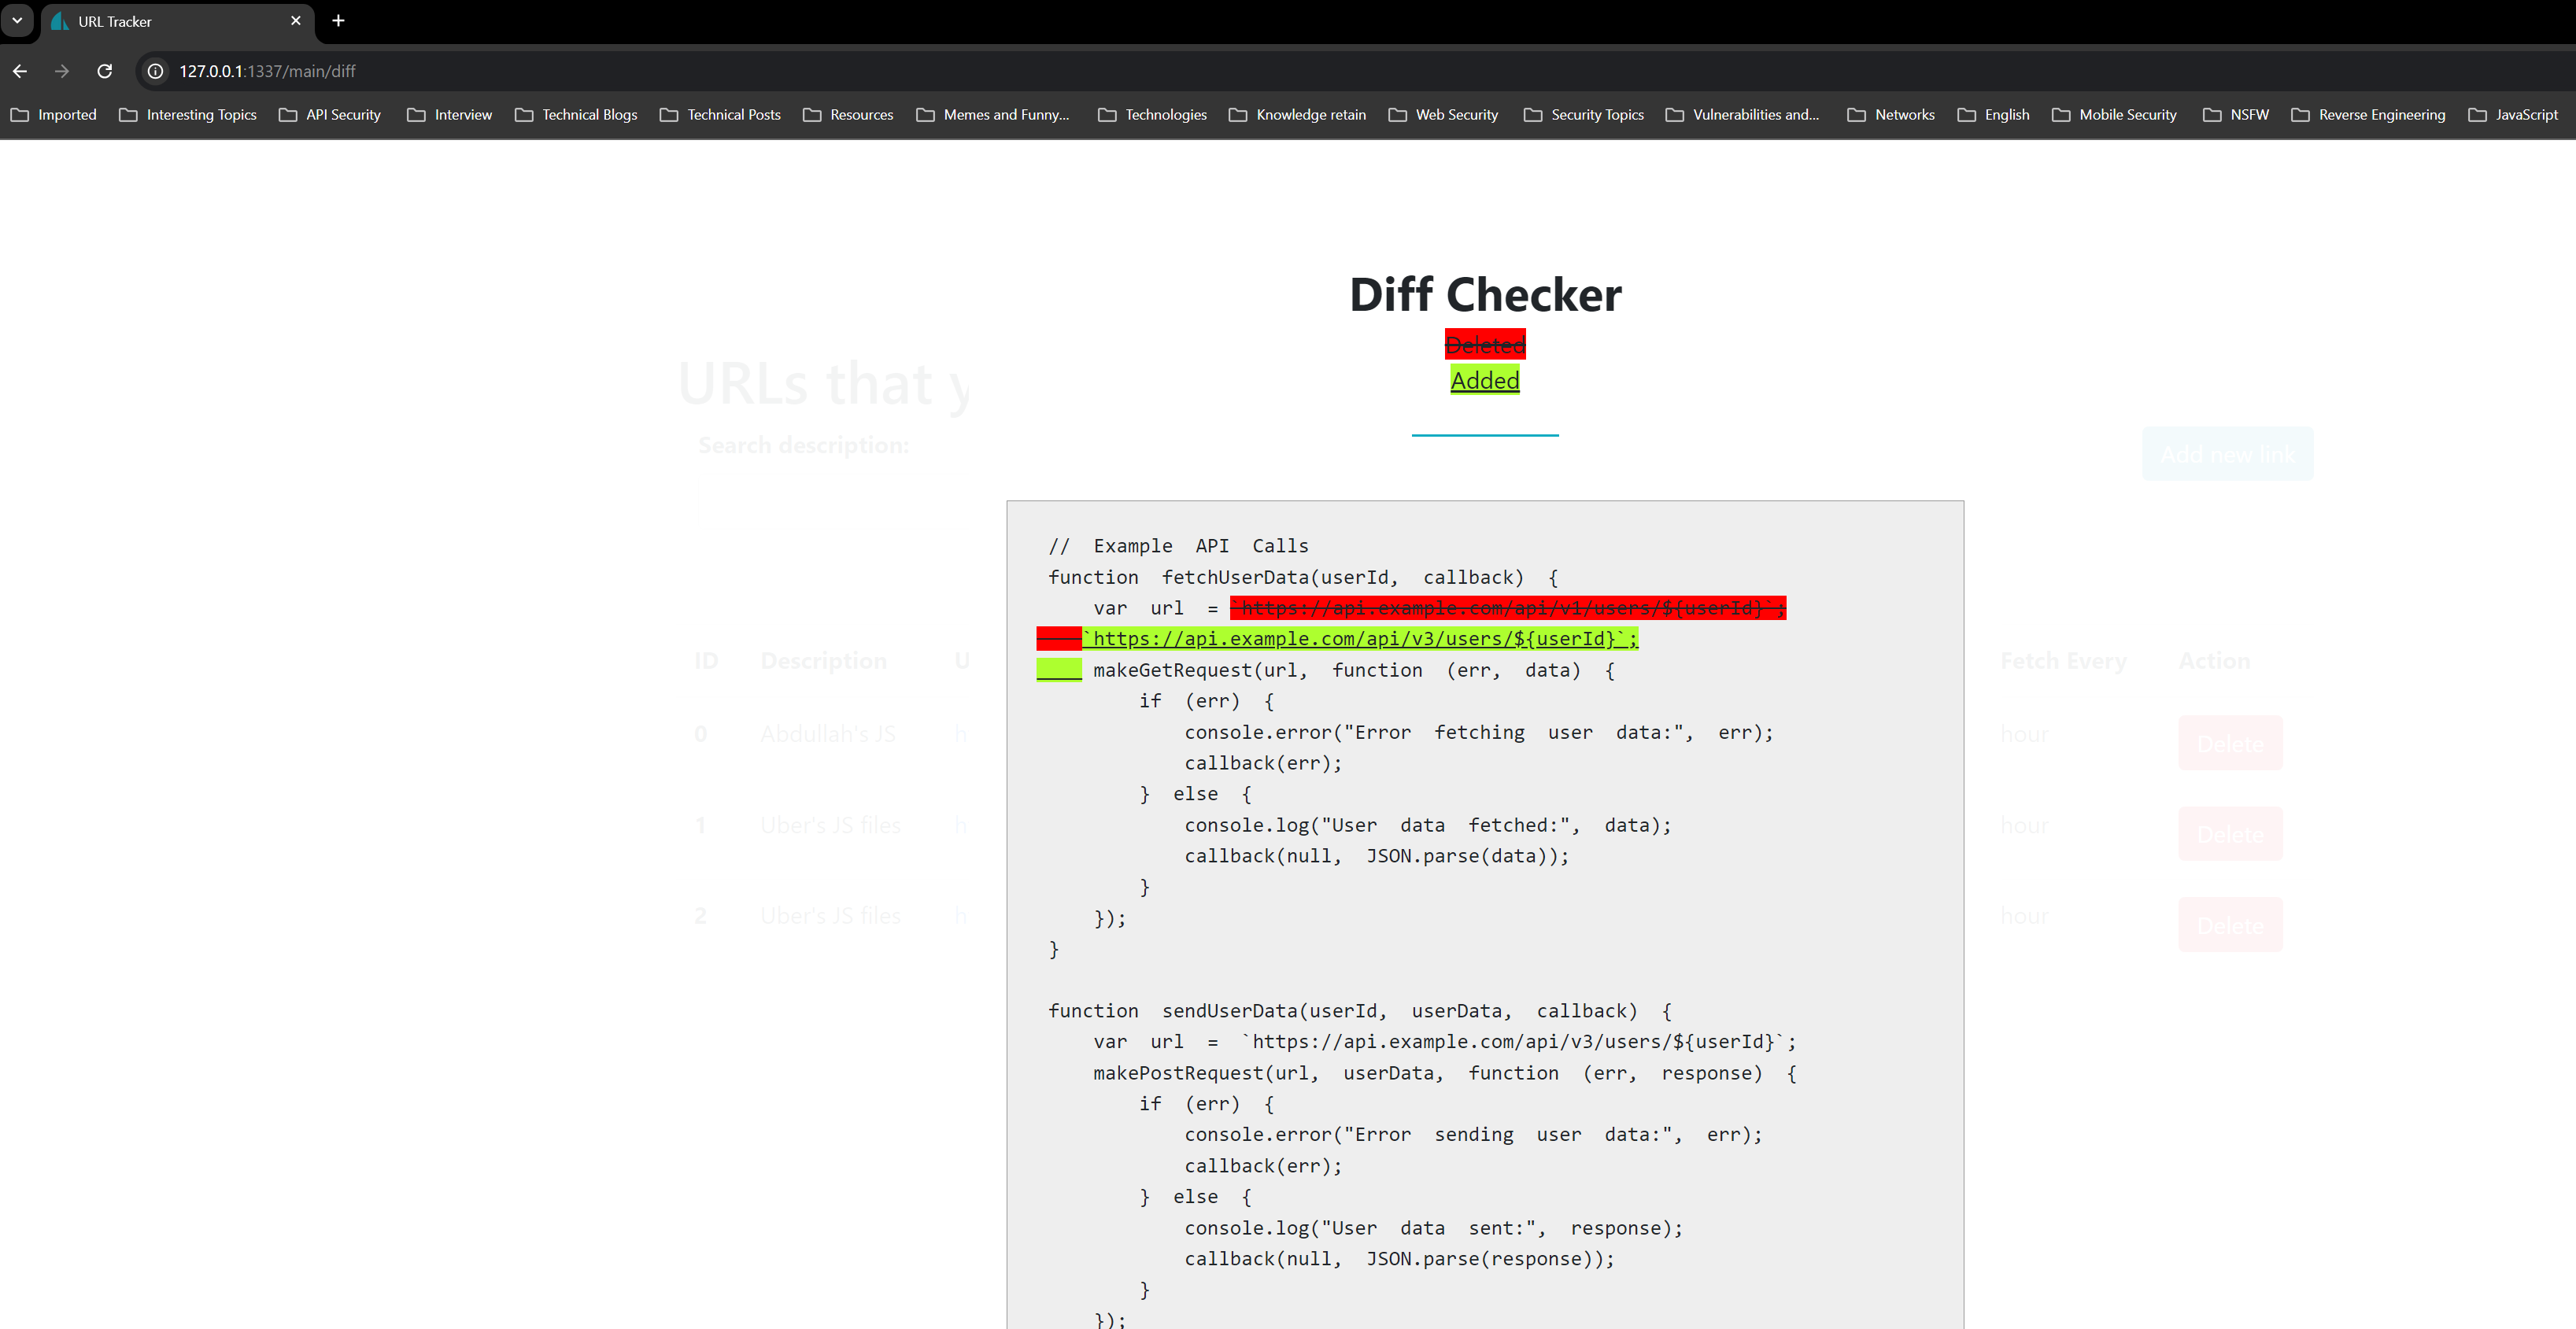 URL Tracker
127.0.0.1:1337/main/diff
Imported Interesting Topics API Security Interview Technical Blogs Technical Posts Resources Memes and Funny... Technologies Knowledge retain Web Security Security Topics Vulnerabilities and... Networks English Mobile Security NSFW Reverse Engineering JavaScript
Diff Checker
Deleted
Added
URLs that y
Search description:
Add new link
ID Description U Fetch Every Action
0 Abdullah's JS h hour Delete
1 Uber's JS files h hour Delete
2 Uber's JS files h hour Delete
// Example API Calls
function fetchUserData(userId, callback) {
var url = `https://api.example.com/api/v1/users/${userId}`;
`https://api.example.com/api/v3/users/${userId}`;
makeGetRequest(url, function (err, data) {
if (err) {
console.error("Error fetching user data:", err);
callback(err);
} else {
console.log("User data fetched:", data);
callback(null, JSON.parse(data));
}
});
}
function sendUserData(userId, userData, callback) {
var url = `https://api.example.com/api/v3/users/${userId}`;
makePostRequest(url, userData, function (err, response) {
if (err) {
console.error("Error sending user data:", err);
callback(err);
} else {
console.log("User data sent:", response);
callback(null, JSON.parse(response));
}
});